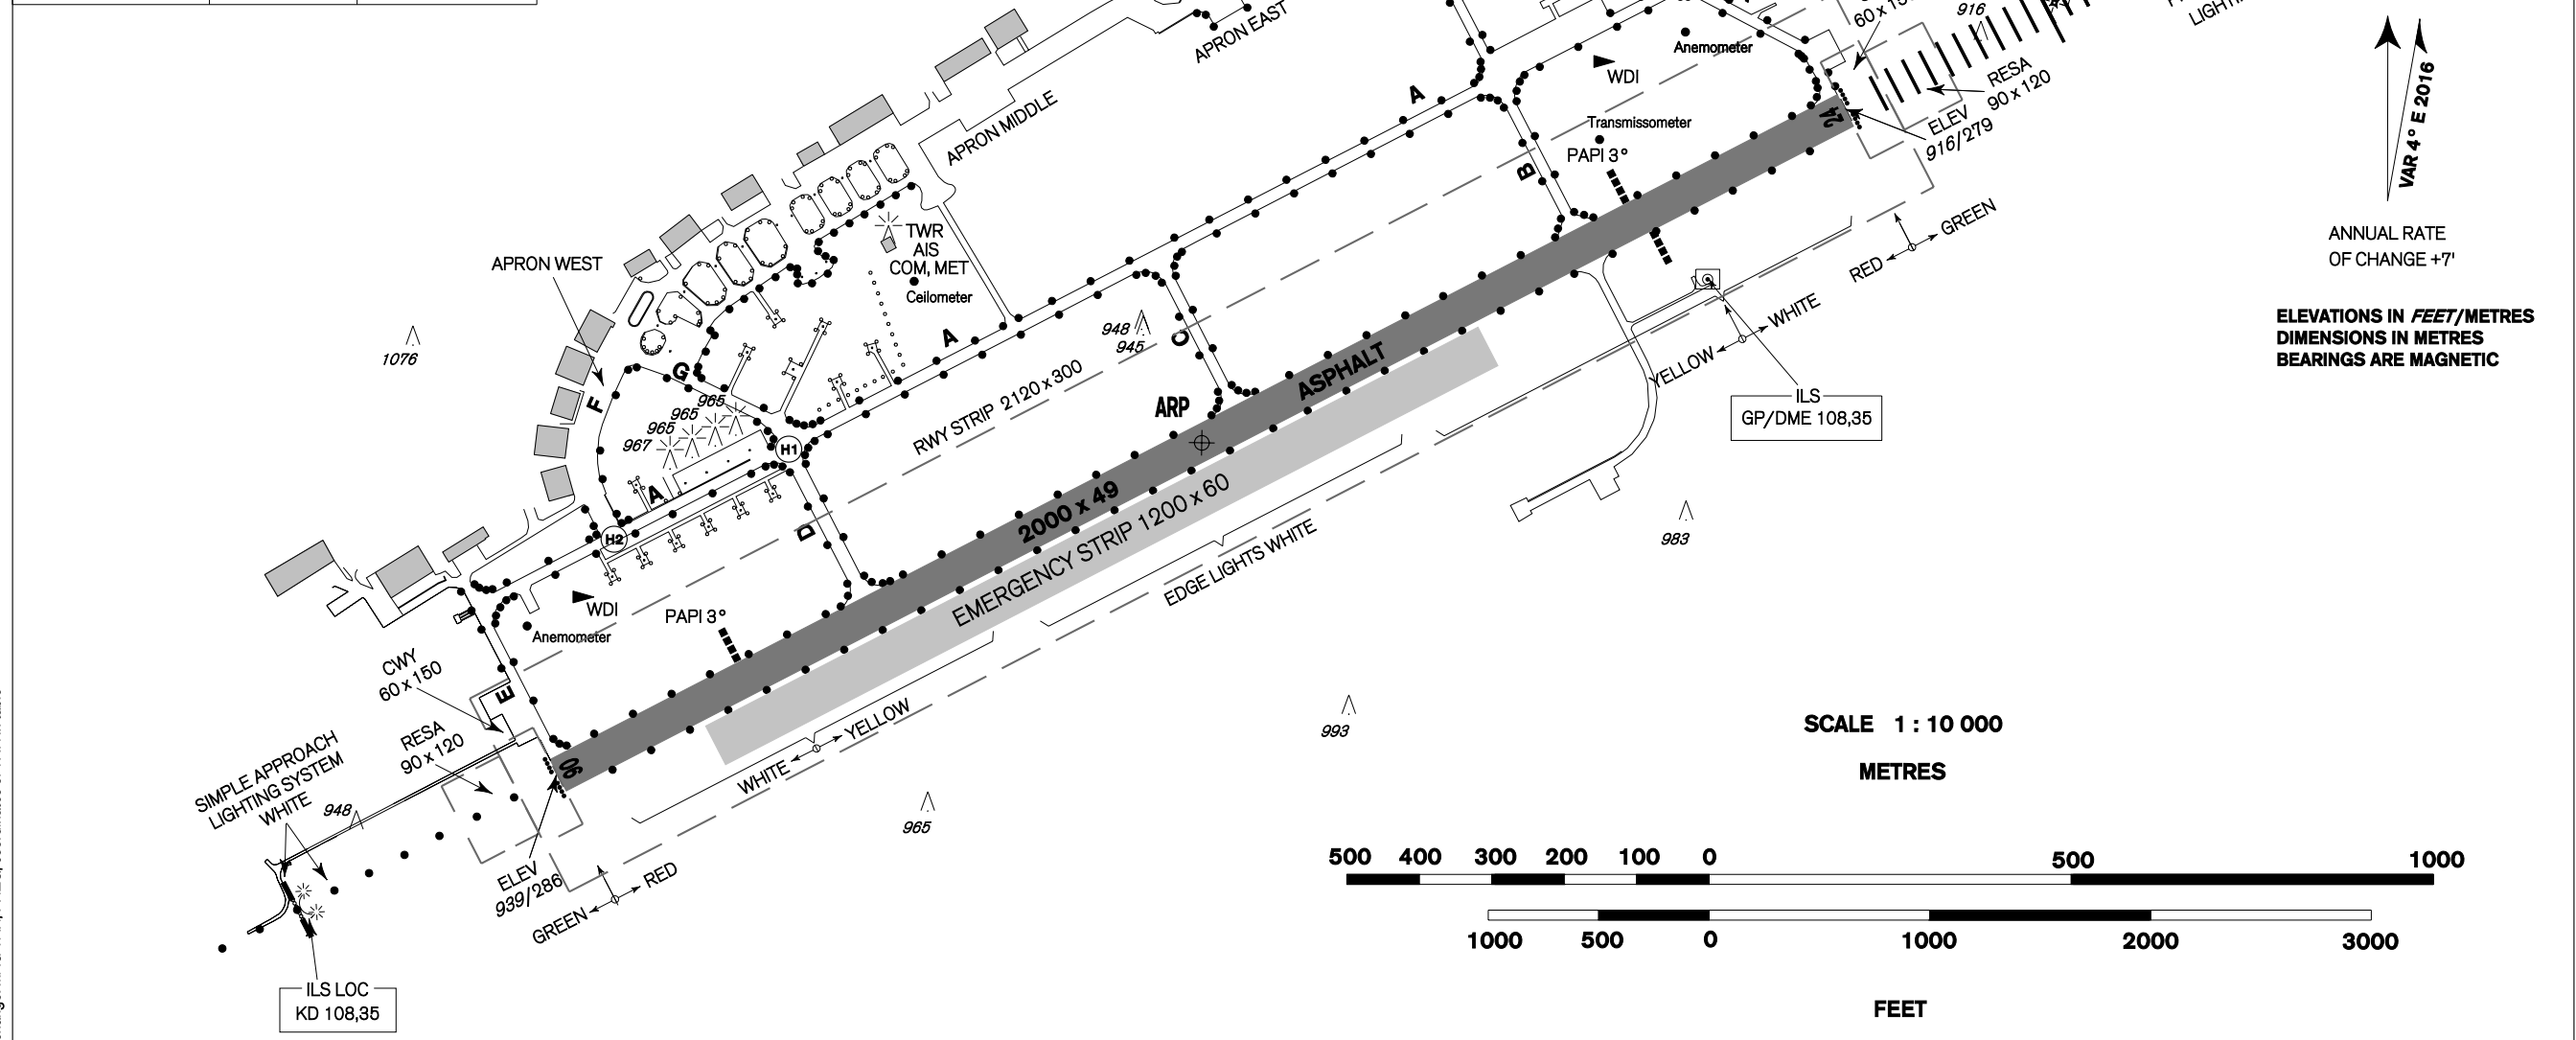 APRON EAST
916
Anemometer
WDI
RESA
90 x 120
A
APRON MIDDLE
Transmissometer
PAPI 3°
24
ELEV
916/279
B
VAR 4° E 2016
GREEN
RED
ANNUAL RATE
OF CHANGE +7'
TWR
AIS
COM, MET
Ceilometer
APRON WEST
948
945
C
A
1076
WHITE
YELLOW
ELEVATIONS IN FEET/METRES
DIMENSIONS IN METRES
BEARINGS ARE MAGNETIC
ASPHALT
G
F
965
965
965
967
ARP
RWY STRIP 2120 x 300
ILS
GP/DME 108,35
H1
A
H2
D
2000 x 49
EMERGENCY STRIP 1200 x 60
EDGE LIGHTS WHITE
983
WDI
Anemometer
PAPI 3°
CWY
60 x 150
E
RESA
90 x 120
06
WHITE
YELLOW
993
965
SCALE 1 : 10 000
METRES
SIMPLE APPROACH
LIGHTING SYSTEM
WHITE
948
500 400 300 200 100 0 500 1000
1000 500 0 1000 2000 3000
FEET
ELEV
939/286
RED
GREEN
ILS LOC
KD 108,35